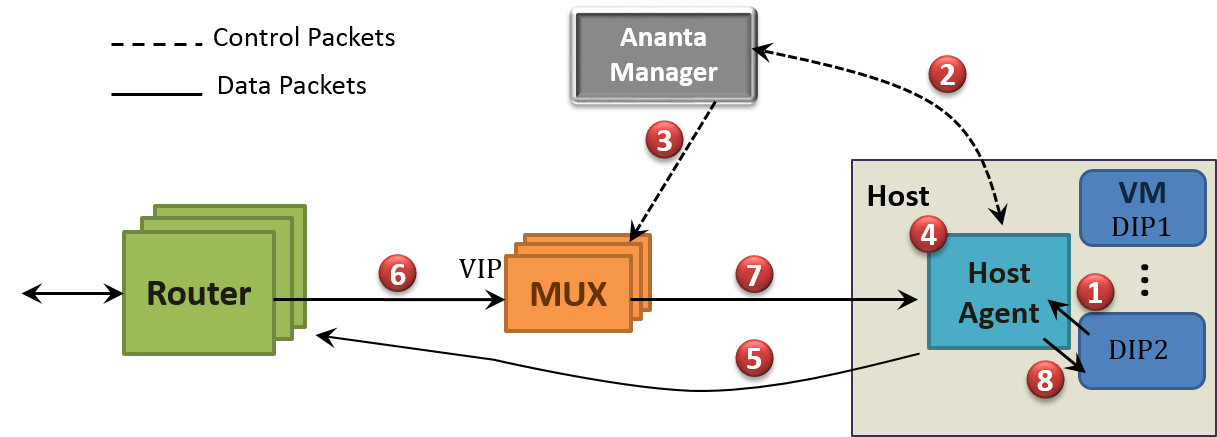 Control Packets
Data Packets
Ananta
Manager
2
3
Host
VM
DIP1
4
Host
Agent
1
DIP2
8
Router
6
VIP
MUX
7
5